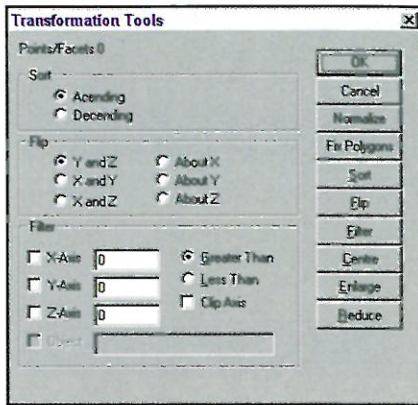 Transformation Tools
Points/Facets 0
Sort
Acending
Decending
Flip
Y and Z
About X
X and Y
About Y
X and Z
About Z
Filter
X-Axis 0
Greater Than
Y-Axis 0
Less Than
Z-Axis 0
Clip Axis
Object
OK
Cancel
Normalize
Fix Polygons
Sort
Flip
Filter
Centre
Enlarge
Reduce